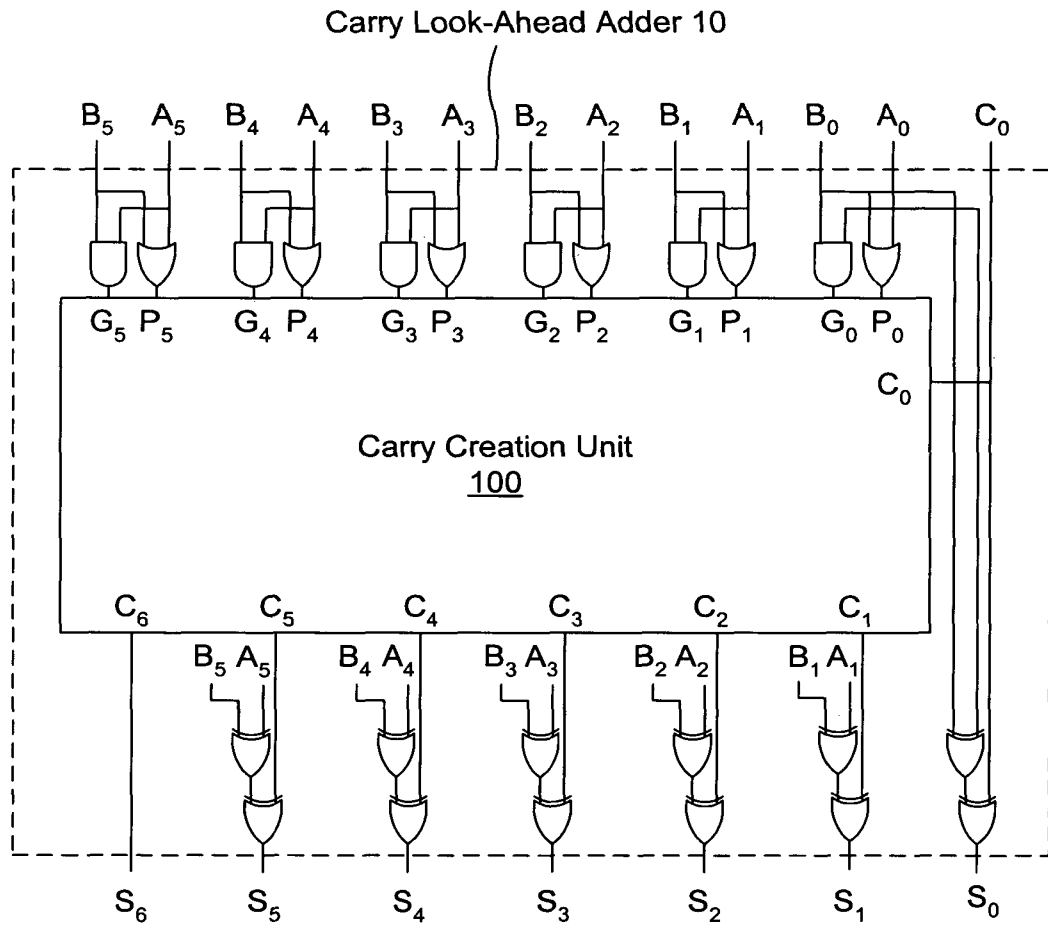 Carry Look-Ahead Adder 10
B₅ A₅ B₄ A₄ B₃ A₃ B₂ A₂ B₁ A₁ B₀ A₀ C₀
G₅ P₅ G₄ P₄ G₃ P₃ G₂ P₂ G₁ P₁ G₀ P₀
C₀
Carry Creation Unit
100
C₆ C₅ C₄ C₃ C₂ C₁
B₅ A₅ B₄ A₄ B₃ A₃ B₂ A₂ B₁ A₁
S₆ S₅ S₄ S₃ S₂ S₁ S₀